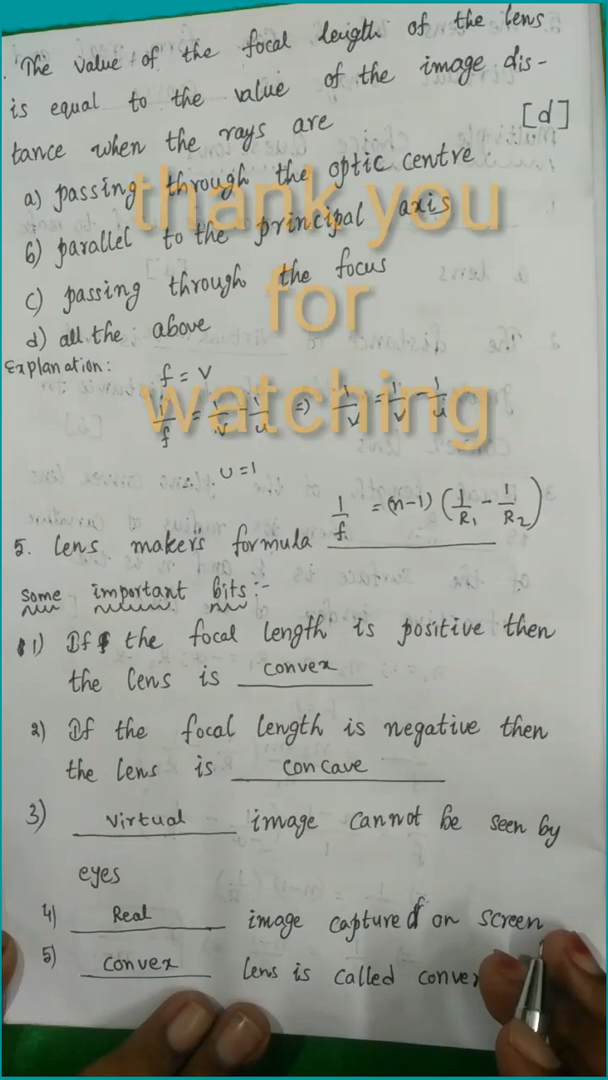 The value of the focal length of the lens
is equal to the value of the image dis-
tance when the rays are [d]
a) passing through the optic centre
b) parallel to the principal axis
c) passing through the focus
d) all the above
thank you
for
watching
Explanation:
f = v
1/f = 1/v - 1/u => 1/v = 1/v - 1/u
∴ u = 1
5. Lens makers formula 1/f = (n-1) (1/R₁ - 1/R₂)
Some important bits :-
1) If the focal length is positive then
the lens is convex
2) If the focal length is negative then
the lens is concave
3) Virtual image cannot be seen by
eyes
4) Real image captured on screen
5) Convex lens is called